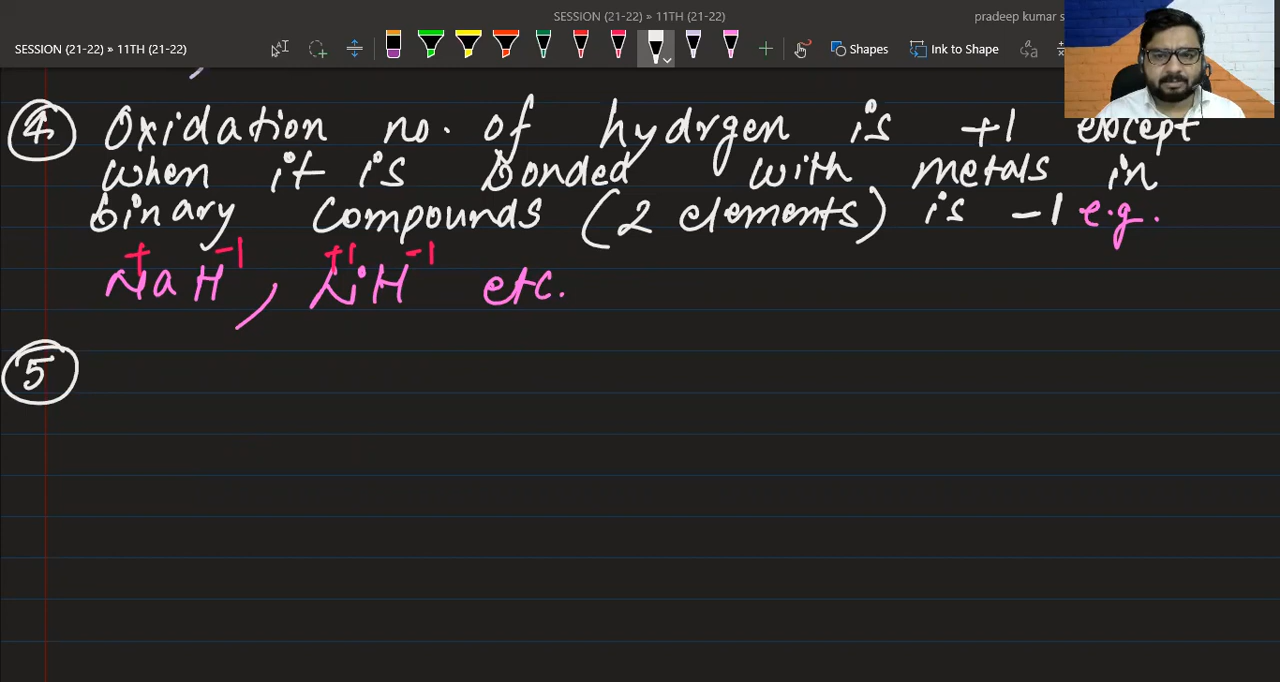 SESSION (21-22) » 11TH (21-22)
pradeep kumar s
SESSION (21-22) » 11TH (21-22)
Shapes
Ink to Shape
④ Oxidation no. of hydrgen is +1 except
when it is bonded with metals in
binary compounds (2 elements) is -1 e.g.
+ -1 +1 -1
NaH, LiH etc.
⑤